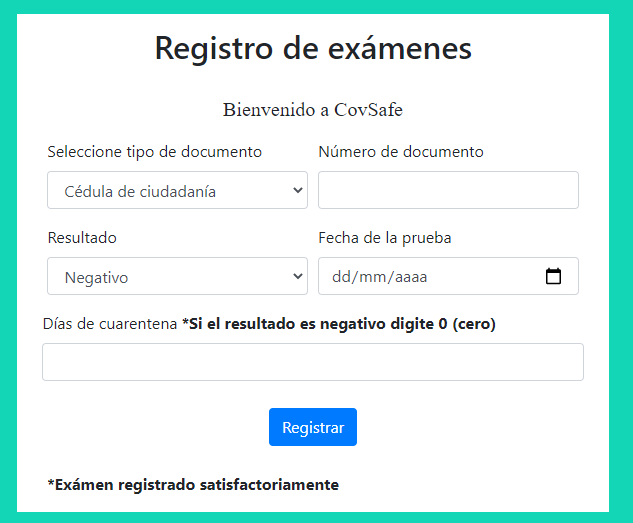 Registro de exámenes
Bienvenido a CovSafe
Seleccione tipo de documento
Número de documento
Cédula de ciudadanía
Resultado
Fecha de la prueba
Negativo
dd/mm/aaaa
Días de cuarentena *Si el resultado es negativo digite 0 (cero)
Registrar
*Exámen registrado satisfactoriamente